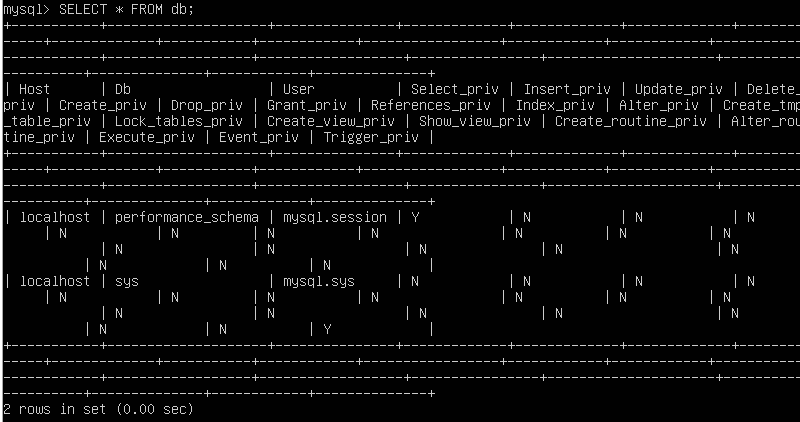 mysql> SELECT * FROM db;
| Host | Db | User | Select_priv | Insert_priv | Update_priv | Delete_
priv | Create_priv | Drop_priv | Grant_priv | References_priv | Index_priv | Alter_priv | Create_tmp
_table_priv | Lock_tables_priv | Create_view_priv | Show_view_priv | Create_routine_priv | Alter_rou
tine_priv | Execute_priv | Event_priv | Trigger_priv |
| localhost | performance_schema | mysql.session | Y | N | N | N
| N | N | N | N | N | N | N
| N | N | N | N | N
| N | N | N |
| localhost | sys | mysql.sys | N | N | N | N
| N | N | N | N | N | N | N
| N | N | N | N | N
| N | N | Y |
2 rows in set (0.00 sec)